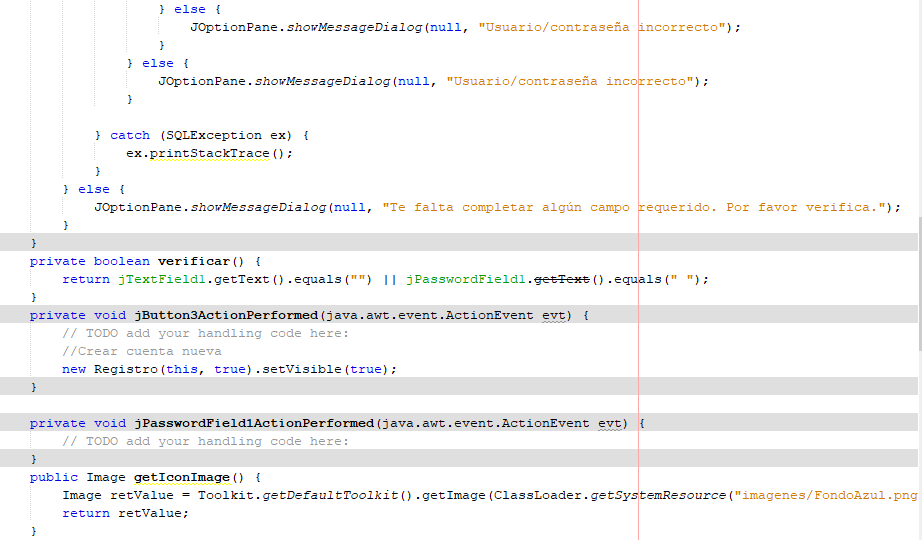 } else {
JOptionPane.showMessageDialog(null, "Usuario/contraseña incorrecto");
}
} else {
JOptionPane.showMessageDialog(null, "Usuario/contraseña incorrecto");
}
} catch (SQLException ex) {
ex.printStackTrace();
}
} else {
JOptionPane.showMessageDialog(null, "Te falta completar algún campo requerido. Por favor verifica.");
}
}
private boolean verificar() {
return jTextField1.getText().equals("") || jPasswordField1.getText().equals(" ");
}
private void jButton3ActionPerformed(java.awt.event.ActionEvent evt) {
// TODO add your handling code here:
//Crear cuenta nueva
new Registro(this, true).setVisible(true);
}
private void jPasswordField1ActionPerformed(java.awt.event.ActionEvent evt) {
// TODO add your handling code here:
}
public Image getIconImage() {
Image retValue = Toolkit.getDefaultToolkit().getImage(ClassLoader.getSystemResource("imagenes/FondoAzul.png
return retValue;
}